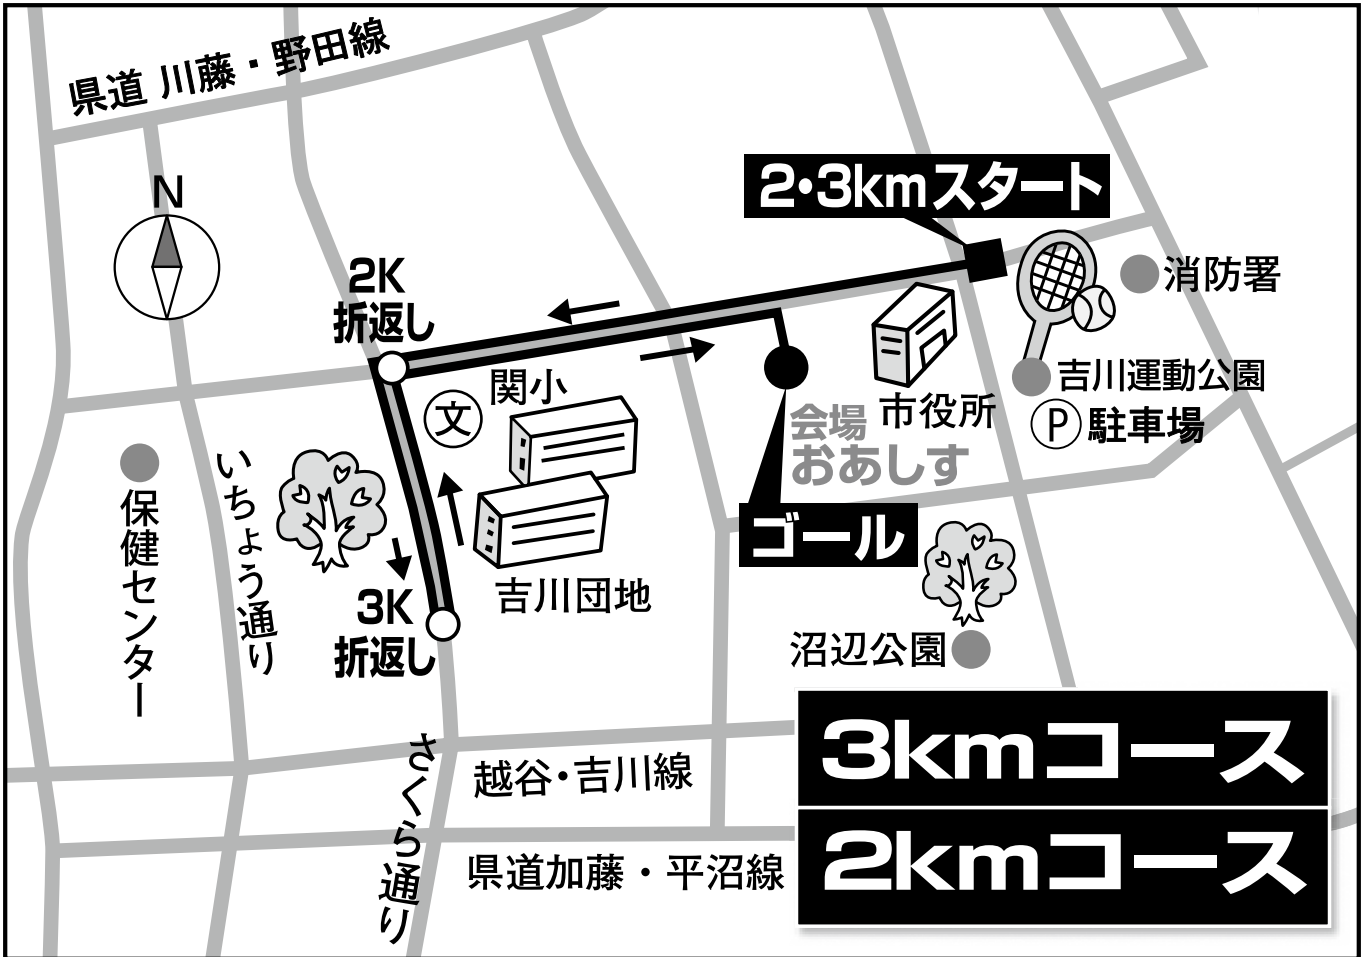 県道 川藤・野田線
N
2・3kmスタート
消防署
2K
折返し
吉川運動公園
P 駐車場
市役所
関小
文
会場
おあしす
いちょう通り
保健センター
ゴール
吉川団地
3K
折返し
沼辺公園
さくら通り
越谷・吉川線
県道加藤・平沼線
3kmコース
2kmコース